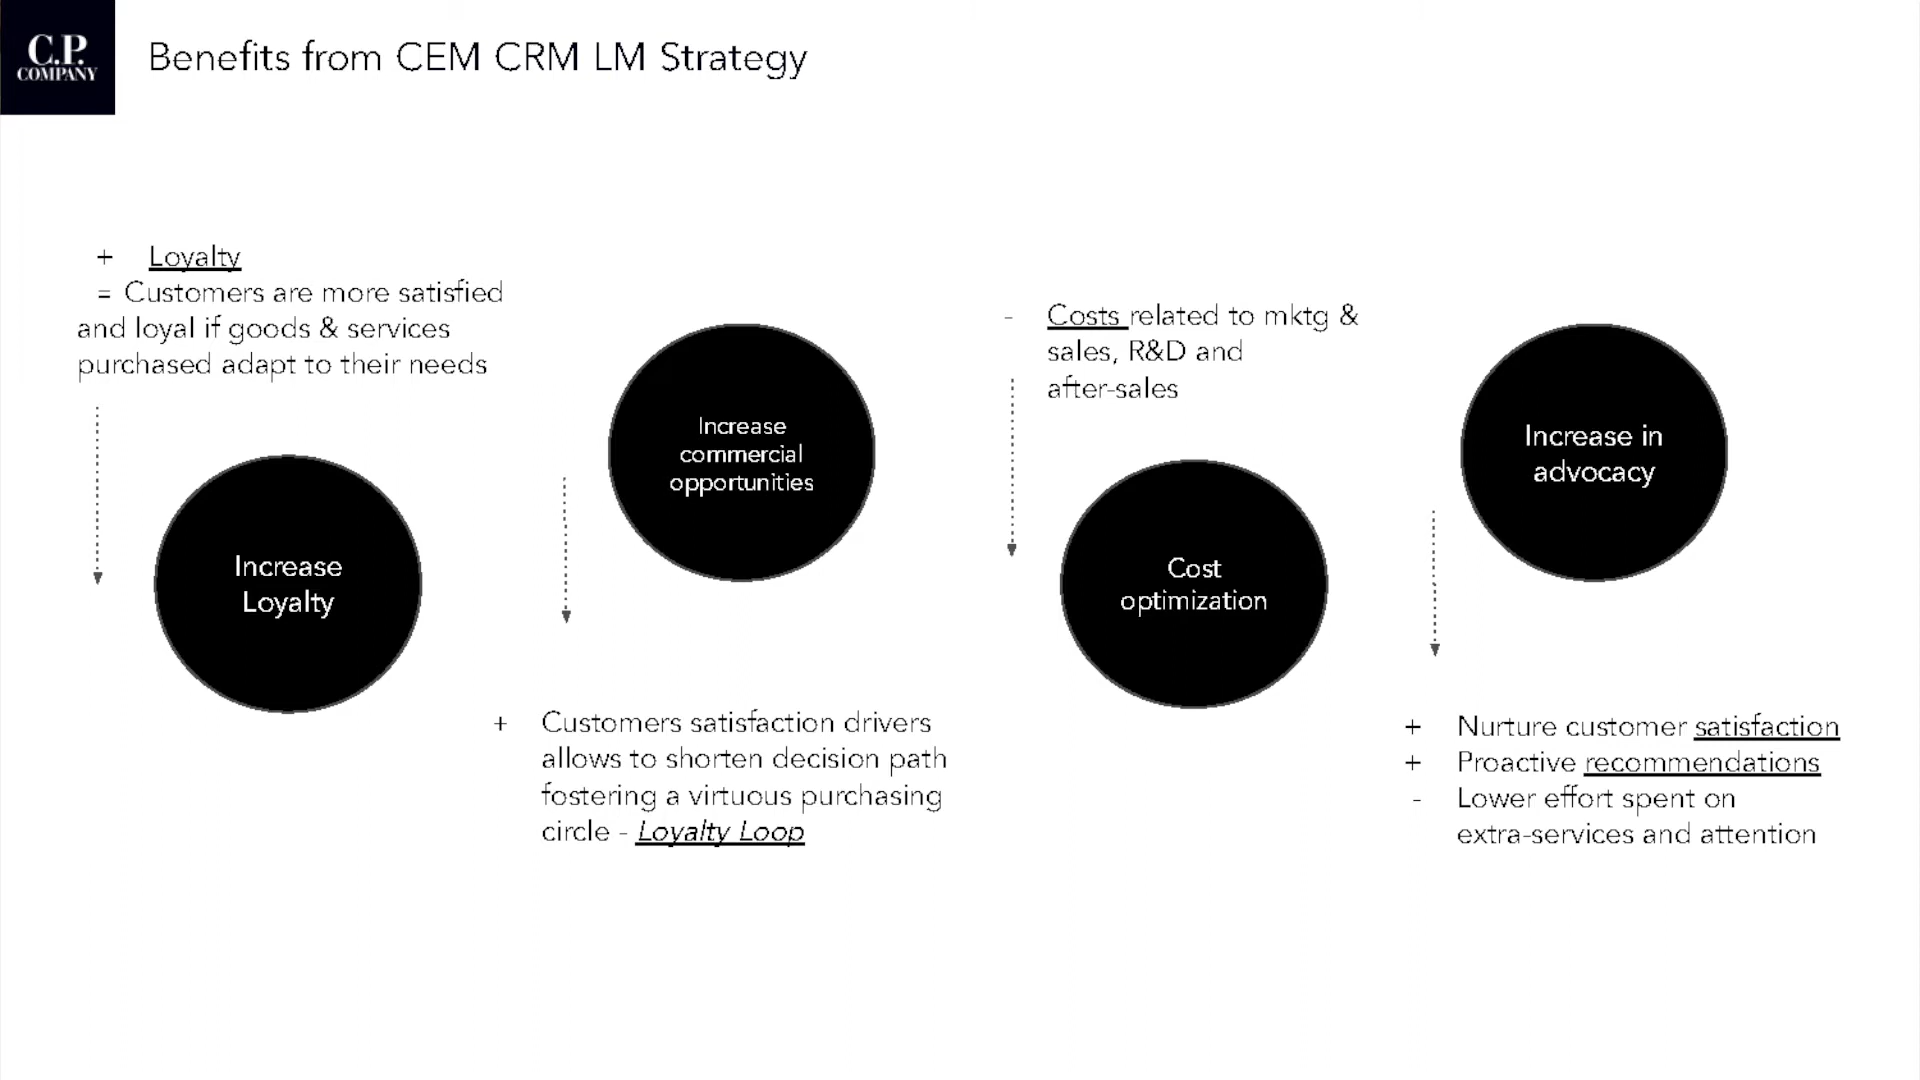 C.P.
COMPANY
Benefits from CEM CRM LM Strategy
+ Loyalty
= Customers are more satisfied
and loyal if goods & services
purchased adapt to their needs
Increase
Loyalty
Increase
commercial
opportunities
+ Customers satisfaction drivers
allows to shorten decision path
fostering a virtuous purchasing
circle - Loyalty Loop
- Costs related to mktg &
sales, R&D and
after-sales
Cost
optimization
Increase in
advocacy
+ Nurture customer satisfaction
+ Proactive recommendations
- Lower effort spent on
extra-services and attention